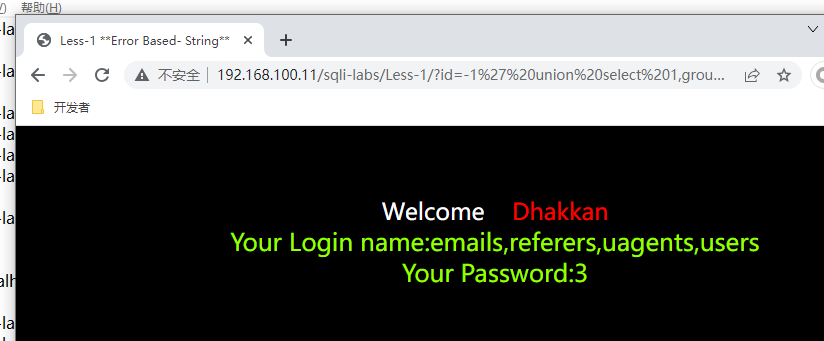 帮助(H)
Less-1 **Error Based- String**
不安全 192.168.100.11/sqli-labs/Less-1/?id=-1%27%20union%20select%201,grou...
开发者
Welcome Dhakkan
Your Login name:emails,referers,uagents,users
Your Password:3